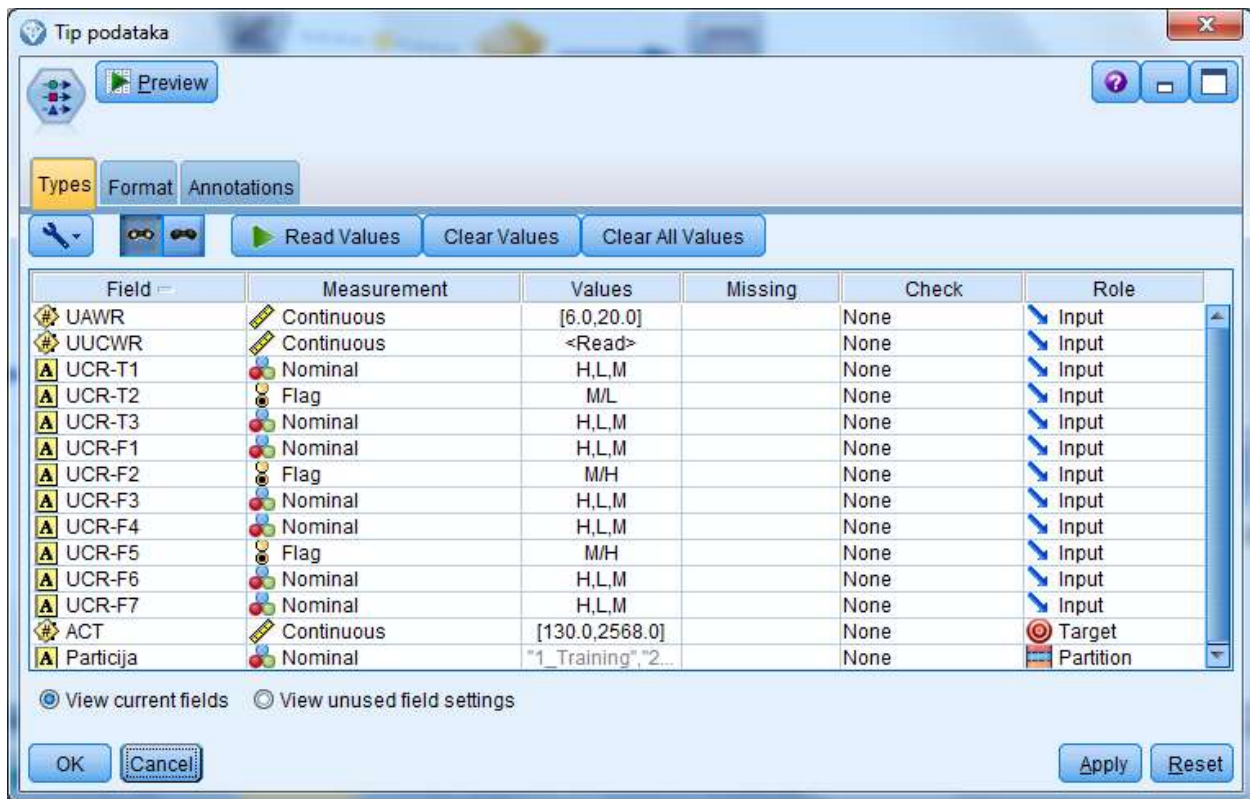 Tip podataka
Preview
Types Format Annotations
Read Values Clear Values Clear All Values
Field Measurement Values Missing Check Role
UAWR Continuous [6.0,20.0] None Input
UUCWR Continuous <Read> None Input
A UCR-T1 Nominal H,L,M None Input
A UCR-T2 Flag M/L None Input
A UCR-T3 Nominal H,L,M None Input
A UCR-F1 Nominal H,L,M None Input
A UCR-F2 Flag M/H None Input
A UCR-F3 Nominal H,L,M None Input
A UCR-F4 Nominal H,L,M None Input
A UCR-F5 Flag M/H None Input
A UCR-F6 Nominal H,L,M None Input
A UCR-F7 Nominal H,L,M None Input
ACT Continuous [130.0,2568.0] None Target
A Particija Nominal "1_Training","2... None Partition
View current fields View unused field settings
OK Cancel Apply Reset